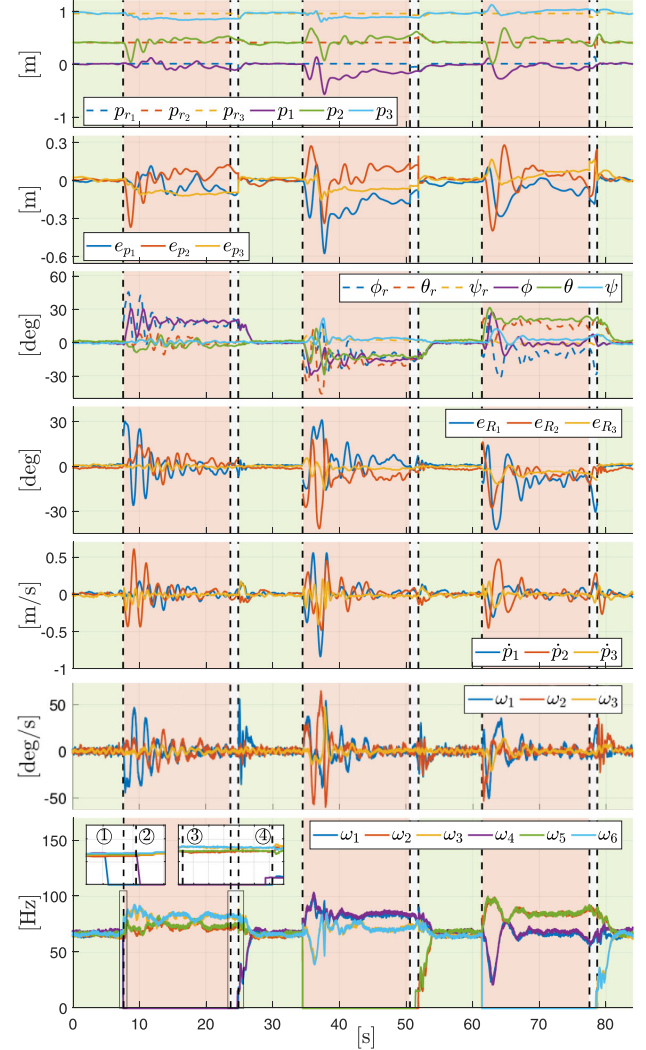 1
0
-1
[m]
p_{r_1} p_{r_2} p_{r_3} p_1 p_2 p_3
0.3
0
-0.3
-0.6
[m]
e_{p_1} e_{p_2} e_{p_3}
60
30
0
-30
[deg]
ϕ_r θ_r ψ_r ϕ θ ψ
30
0
-30
[deg]
e_{R_1} e_{R_2} e_{R_3}
0.5
0
-0.5
-1
[m/s]
ṗ_1 ṗ_2 ṗ_3
50
0
-50
[deg/s]
ω_1 ω_2 ω_3
150
100
50
0
[Hz]
① ② ③ ④
ω_1 ω_2 ω_3 ω_4 ω_5 ω_6
0 10 20 30 40 50 60 70 80
[s]